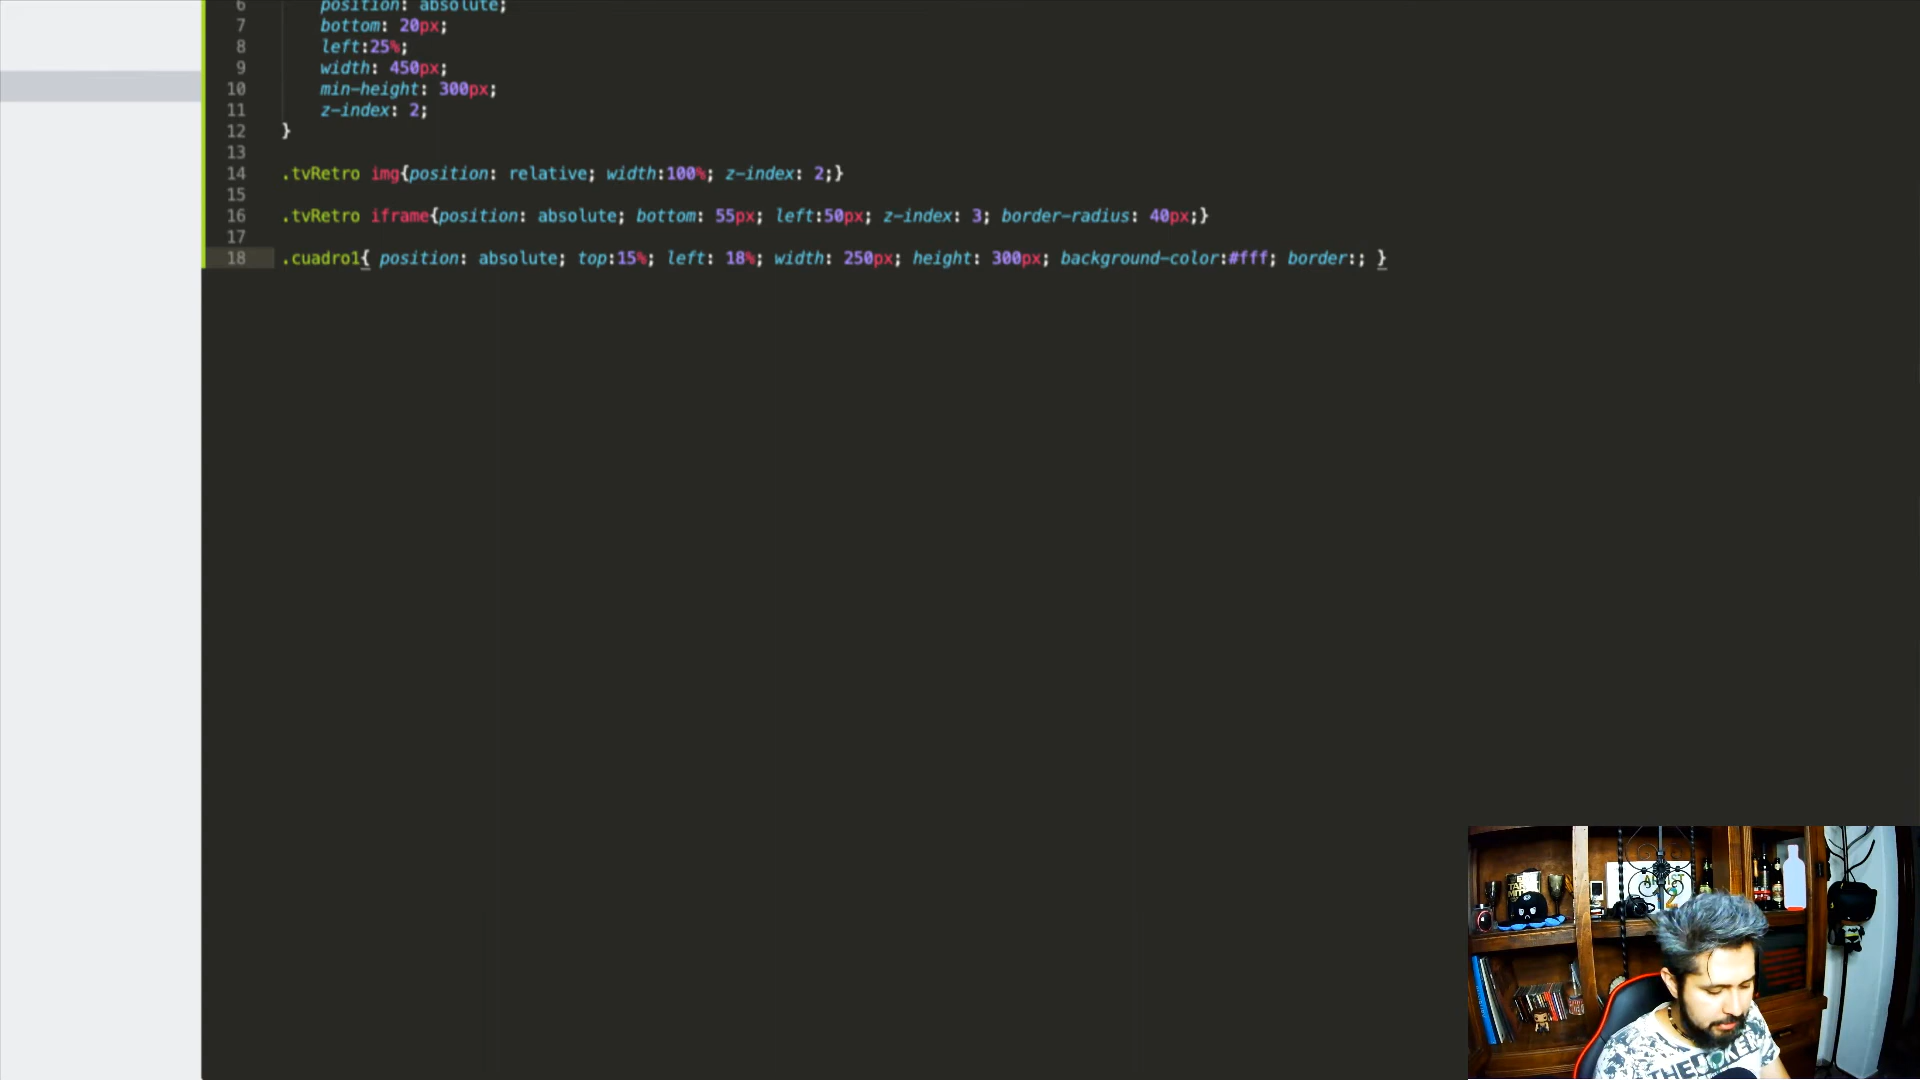 6 position: absolute;
7 bottom: 20px;
8 left:25%;
9 width: 450px;
10 min-height: 300px;
11 z-index: 2;
12 }
13
14 .tvRetro img{position: relative; width:100%; z-index: 2;}
15
16 .tvRetro iframe{position: absolute; bottom: 55px; left:50px; z-index: 3; border-radius: 40px;}
17
18 .cuadro1{ position: absolute; top:15%; left: 18%; width: 250px; height: 300px; background-color:#fff; border:; }
THE JOKER